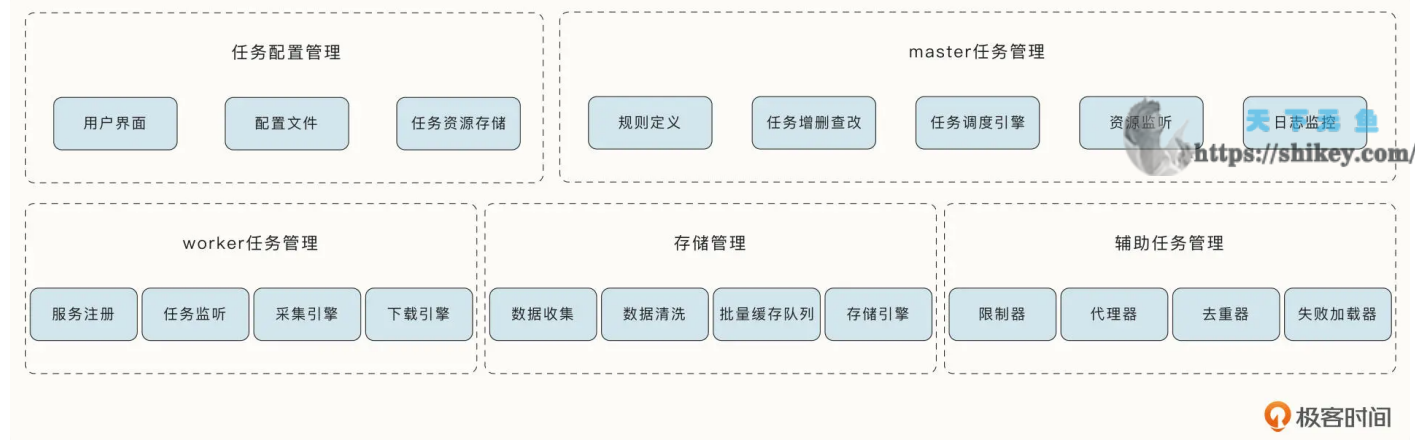 任务配置管理
用户界面
配置文件
任务资源存储
master任务管理
规则定义
任务增删查改
任务调度引擎
资源监听
日志监控
天下无鱼
https://shikey.com/
worker任务管理
服务注册
任务监听
采集引擎
下载引擎
存储管理
数据收集
数据清洗
批量缓存队列
存储引擎
辅助任务管理
限制器
代理器
去重器
失败加载器
极客时间